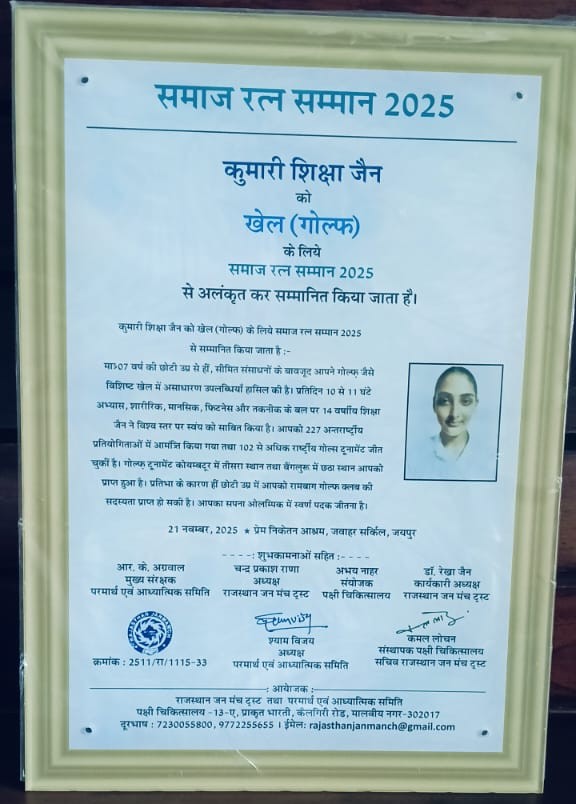 समाज रत्न सम्मान 2025
कुमारी शिक्षा जैन
को
खेल (गोल्फ)
के लिये
समाज रत्न सम्मान 2025
से अलंकृत कर सम्मानित किया जाता है।
कुमारी शिक्षा जैन को खेल (गोल्फ) के लिये समाज रत्न सम्मान 2025
से सम्मानित किया जाता है :-
मात्र07 वर्ष की छोटी उम्र से हीं, सीमित संसाधनों के बावजूद आपने गोल्फ़ जैसे
विशिष्ट खेल में असाधारण उपलब्धियाँ हासिल की है। प्रतिदिन 10 से 11 घंटे
अभ्यास, शारीरिक, मानसिक, फिटनेस और तकनीक के बल पर 14 वर्षीय शिक्षा
जैन ने विश्व स्तर पर स्वंय को साबित किया है। आपको 227 अन्तराष्ट्रीय
प्रतियोगिताओं में आमंत्रित किया गया तथा 102 से अधिक राष्ट्रीय गोल्स टूनामेंट जीत
चुकीं है। गोल्फ़ टूनामेंट कोयम्बटूर में तीसरा स्थान तथा बैंगलुरू में छठा स्थान आपको
प्राप्त हुआ है। प्रतिभा के कारण हीं छोटी उम्र में आपको रामबाग गोल्फ क्लब की
सदस्यता प्राप्त हो सकी है। आपका सपना ओलम्पिक में स्वर्ण पदक जीतना है।
21 नवम्बर, 2025 ★ प्रेम निकेतन आश्रम, जवाहर सर्किल, जयपुर
----: शुभकामनाओं सहित :----
आर. के. अग्रवाल चन्द प्रकाश राणा अभय नाहर डॉ. रेखा जैन
मुख्य संरक्षक अध्यक्ष संयोजक कार्यकारी अध्यक्ष
परमार्थ एवं आध्यात्मिक समिति राजस्थान जन मंच ट्रस्ट पक्षी चिकित्सालय राजस्थान जन मंच ट्रस्ट
श्याम विजय कमल लोचन
अध्यक्ष संस्थापक पक्षी चिकित्सालय
क्रमांक : 2511/रा/1115-33 परमार्थ एवं आध्यात्मिक समिति सचिव राजस्थान जन मंच ट्रस्ट
: आयोजक :
राजस्थान जन मंच ट्रस्ट तथा परमार्थ एवं आध्यात्मिक समिति
पक्षी चिकित्सालय -13-ए, प्राकृत भारती, कैलगिरी रोड, मालवीय नगर-302017
दूरभाष : 7230055800, 9772255655 । ईमेल: rajasthanjanmanch@gmail.com